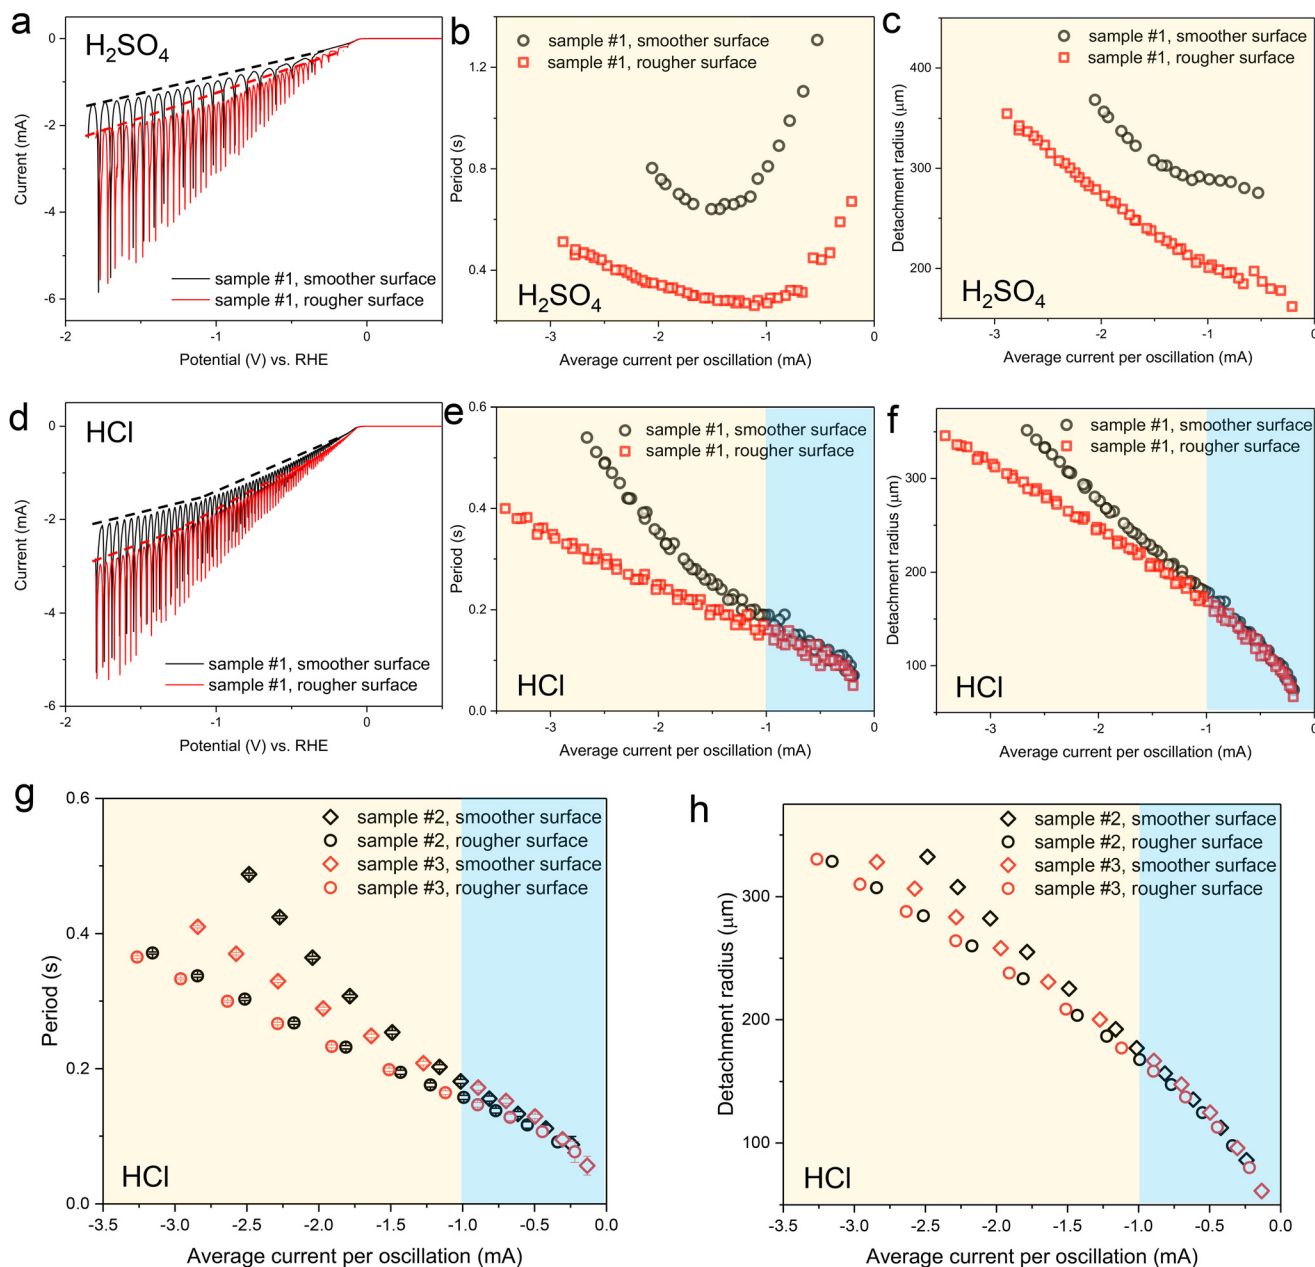 a
H₂SO₄
0
-2
-4
-6
Current (mA)
sample #1, smoother surface
sample #1, rougher surface
-2
-1
0
Potential (V) vs. RHE
b
sample #1, smoother surface
sample #1, rougher surface
1.2
0.8
0.4
Period (s)
H₂SO₄
-3
-2
-1
0
Average current per oscillation (mA)
c
sample #1, smoother surface
sample #1, rougher surface
400
300
200
Detachment radius (μm)
H₂SO₄
-3
-2
-1
0
Average current per oscillation (mA)
d
HCl
0
-2
-4
-6
Current (mA)
sample #1, smoother surface
sample #1, rougher surface
-2
-1
0
Potential (V) vs. RHE
e
sample #1, smoother surface
sample #1, rougher surface
0.6
0.4
0.2
0.0
Period (s)
HCl
-3
-2
-1
0
Average current per oscillation (mA)
f
sample #1, smoother surface
sample #1, rougher surface
300
200
100
Detachment radius (μm)
HCl
-3
-2
-1
0
Average current per oscillation (mA)
g
sample #2, smoother surface
sample #2, rougher surface
sample #3, smoother surface
sample #3, rougher surface
0.6
0.4
0.2
0.0
Period (s)
HCl
-3.5
-3.0
-2.5
-2.0
-1.5
-1.0
-0.5
0.0
Average current per oscillation (mA)
h
sample #2, smoother surface
sample #2, rougher surface
sample #3, smoother surface
sample #3, rougher surface
300
200
100
Detachment radius (μm)
HCl
-3.5
-3.0
-2.5
-2.0
-1.5
-1.0
-0.5
0.0
Average current per oscillation (mA)